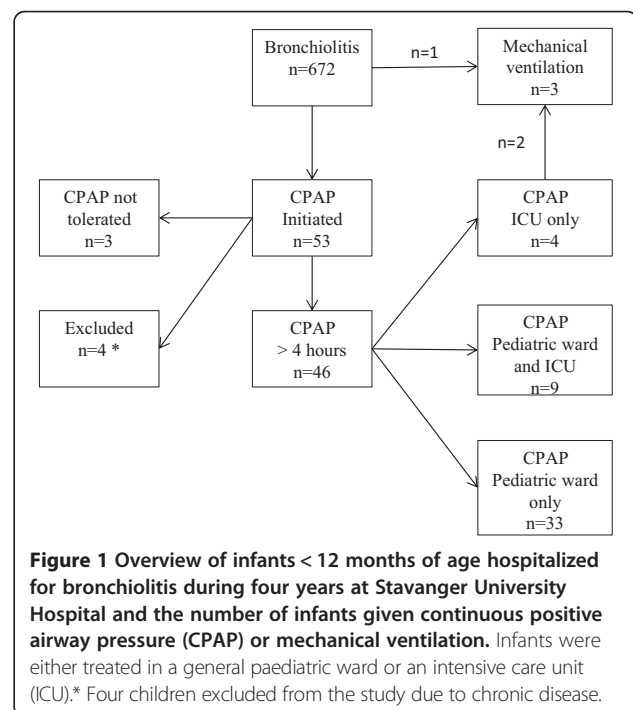 Bronchiolitis
n=672
n=1
Mechanical
ventilation
n=3
n=2
CPAP not
tolerated
n=3
CPAP
Initiated
n=53
CPAP
ICU only
n=4
Excluded
n=4 *
CPAP
> 4 hours
n=46
CPAP
Pediatric ward
and ICU
n=9
CPAP
Pediatric ward
only
n=33
Figure 1 Overview of infants < 12 months of age hospitalized
for bronchiolitis during four years at Stavanger University
Hospital and the number of infants given continuous positive
airway pressure (CPAP) or mechanical ventilation. Infants were
either treated in a general paediatric ward or an intensive care unit
(ICU).* Four children excluded from the study due to chronic disease.